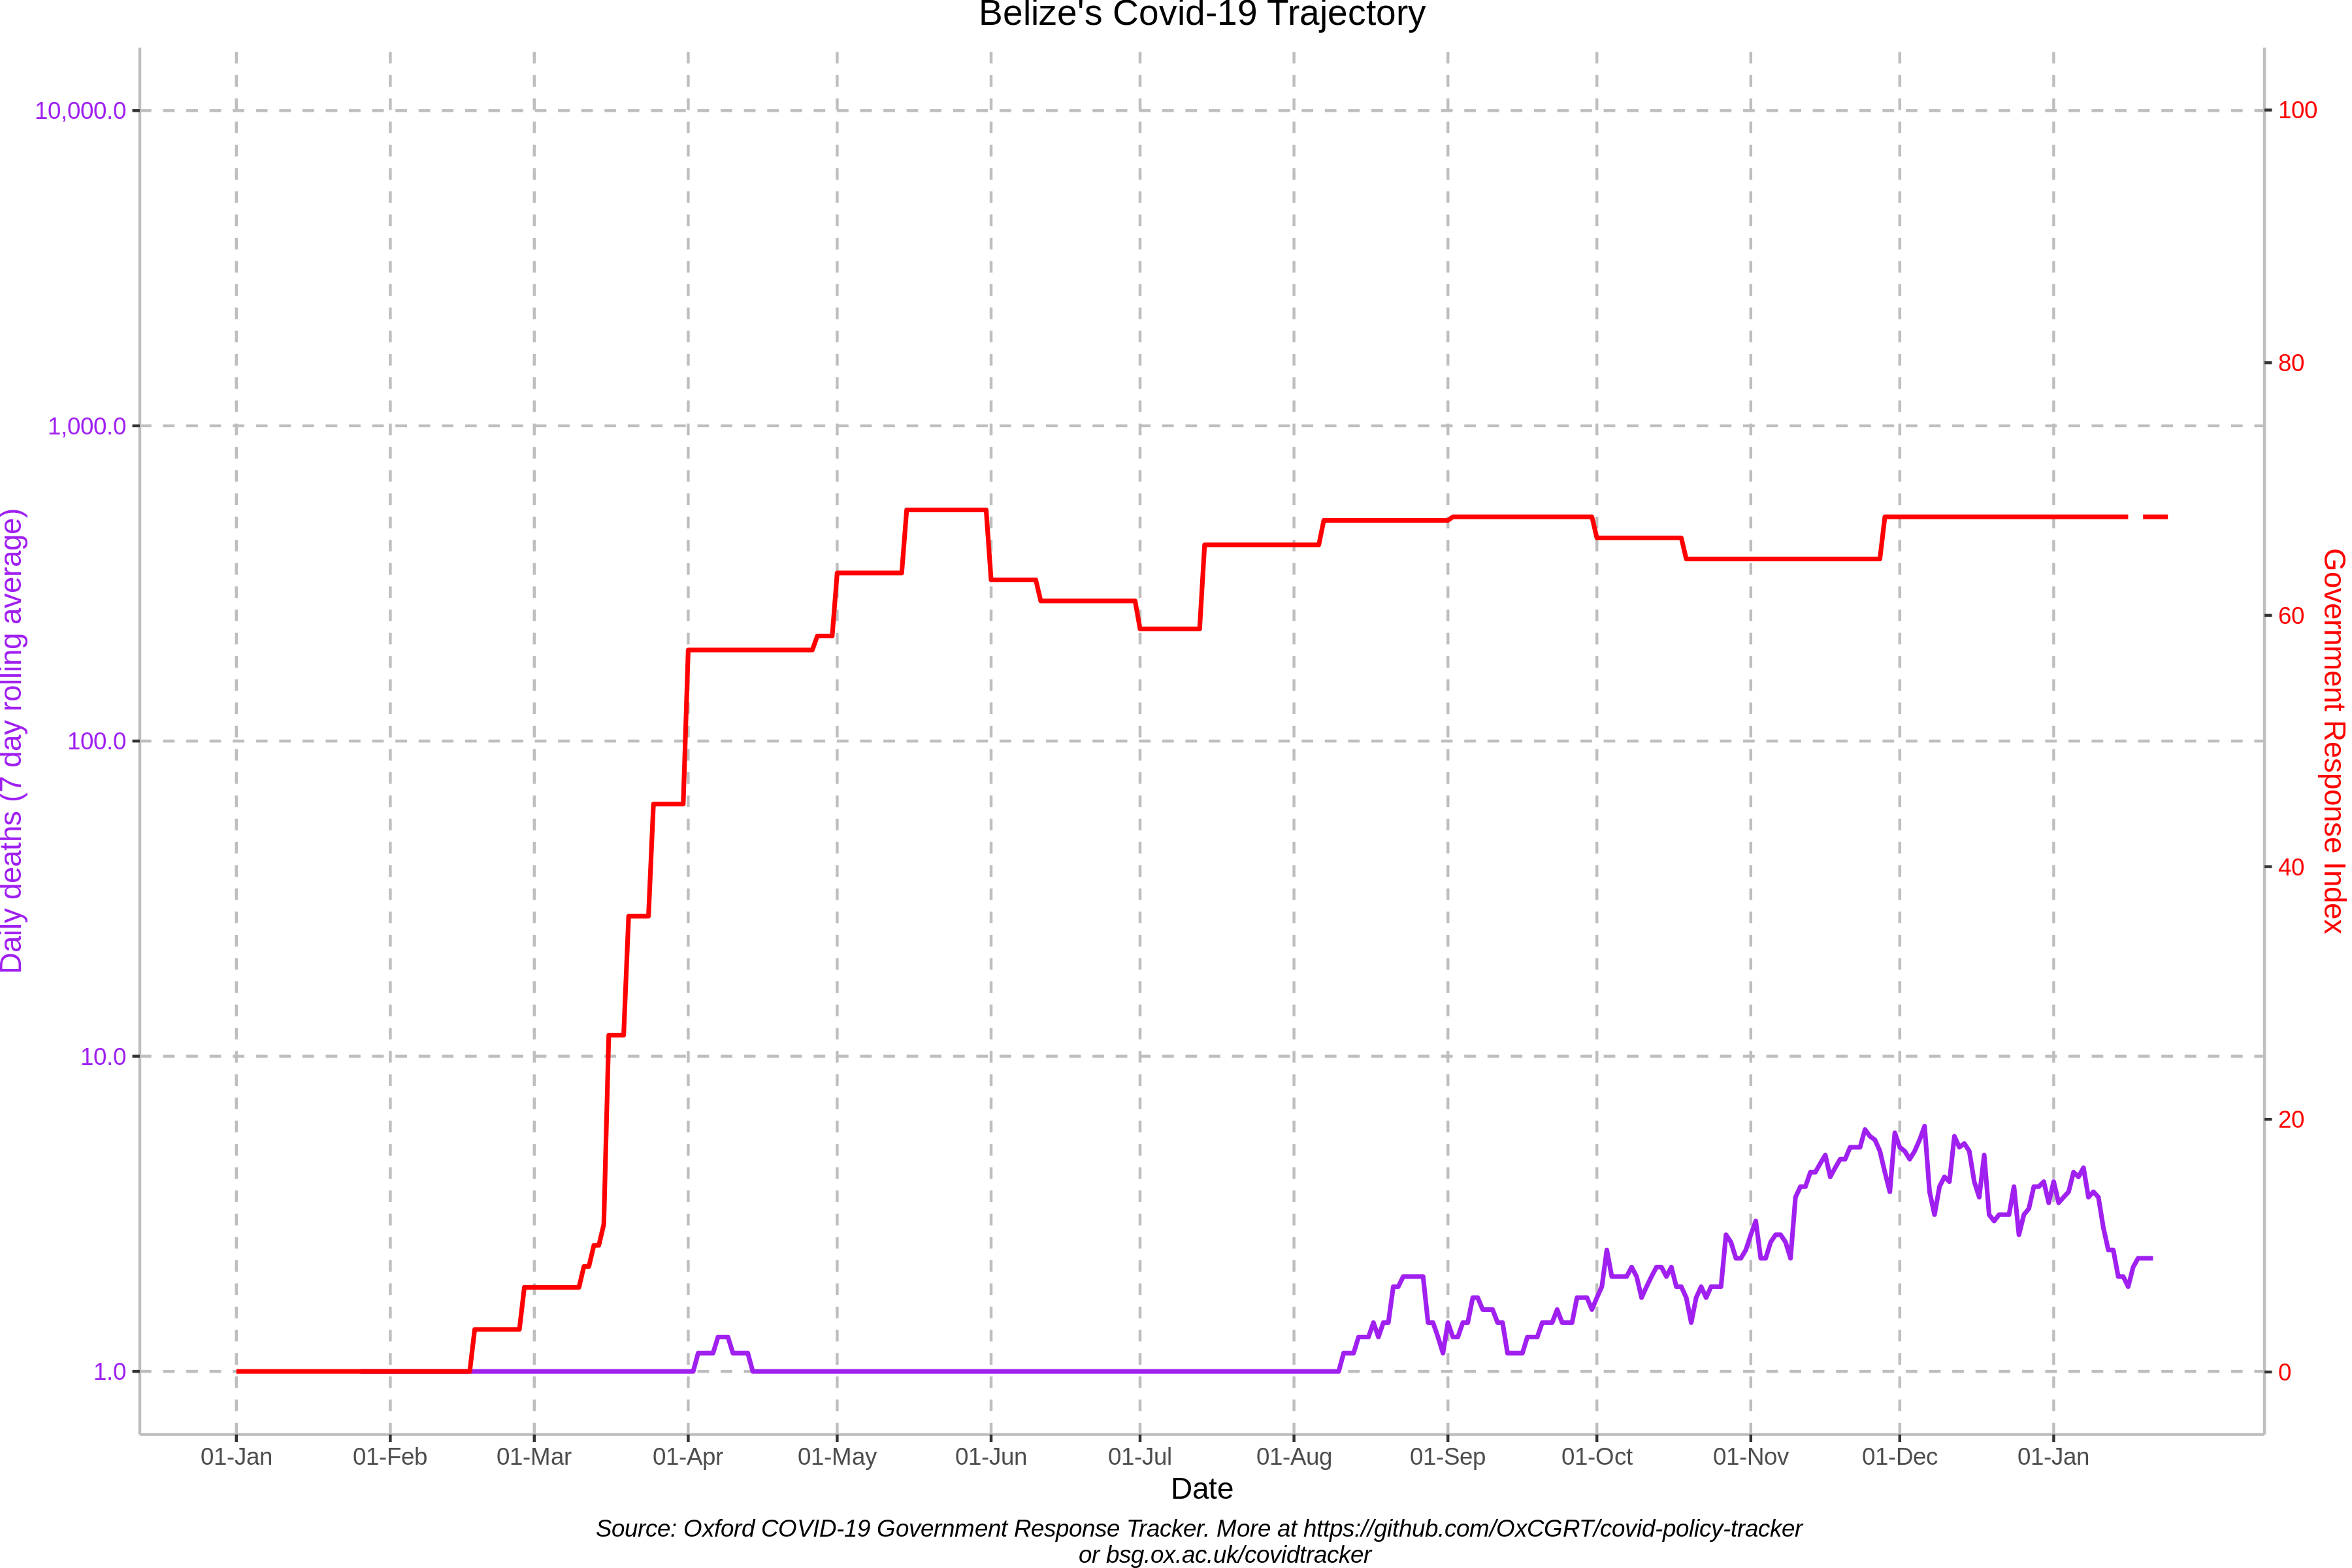 Belize's Covid-19 Trajectory
10,000.0
1,000.0
100.0
10.0
1.0
Daily deaths (7 day rolling average)
100
80
60
40
20
0
Government Response Index
01-Jan 01-Feb 01-Mar 01-Apr 01-May 01-Jun 01-Jul 01-Aug 01-Sep 01-Oct 01-Nov 01-Dec 01-Jan
Date
Source: Oxford COVID-19 Government Response Tracker. More at https://github.com/OxCGRT/covid-policy-tracker
or bsg.ox.ac.uk/covidtracker